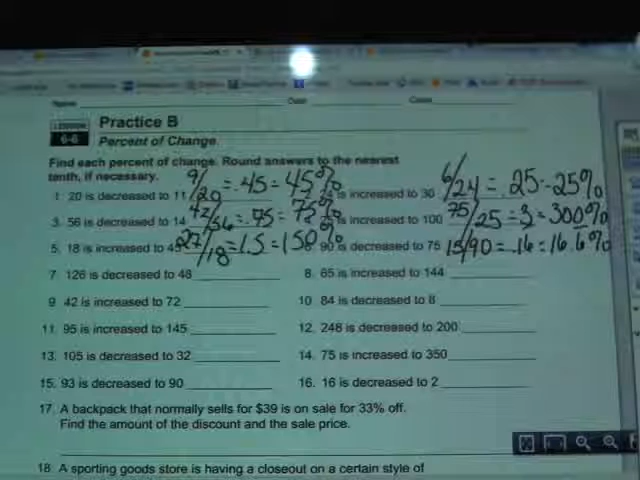 Name Date Class
LESSON 6-6 Practice B
Percent of Change
Find each percent of change. Round answers to the nearest
tenth, if necessary.
1. 20 is decreased to 11 9/20 = .45 = 45%
is increased to 30 6/24 = .25 = 25%
3. 56 is decreased to 14 42/56 = .75 = 75%
is increased to 100 75/25 = 3 = 300%
5. 18 is increased to 45 27/18 = 1.5 = 150%
90 is decreased to 75 15/90 = .16 = 16.6%
7. 126 is decreased to 48
8. 65 is increased to 144
9. 42 is increased to 72
10. 84 is decreased to 8
11. 95 is increased to 145
12. 248 is decreased to 200
13. 105 is decreased to 32
14. 75 is increased to 350
15. 93 is decreased to 90
16. 16 is decreased to 2
17. A backpack that normally sells for $39 is on sale for 33% off.
Find the amount of the discount and the sale price.
18. A sporting goods store is having a closeout on a certain style of